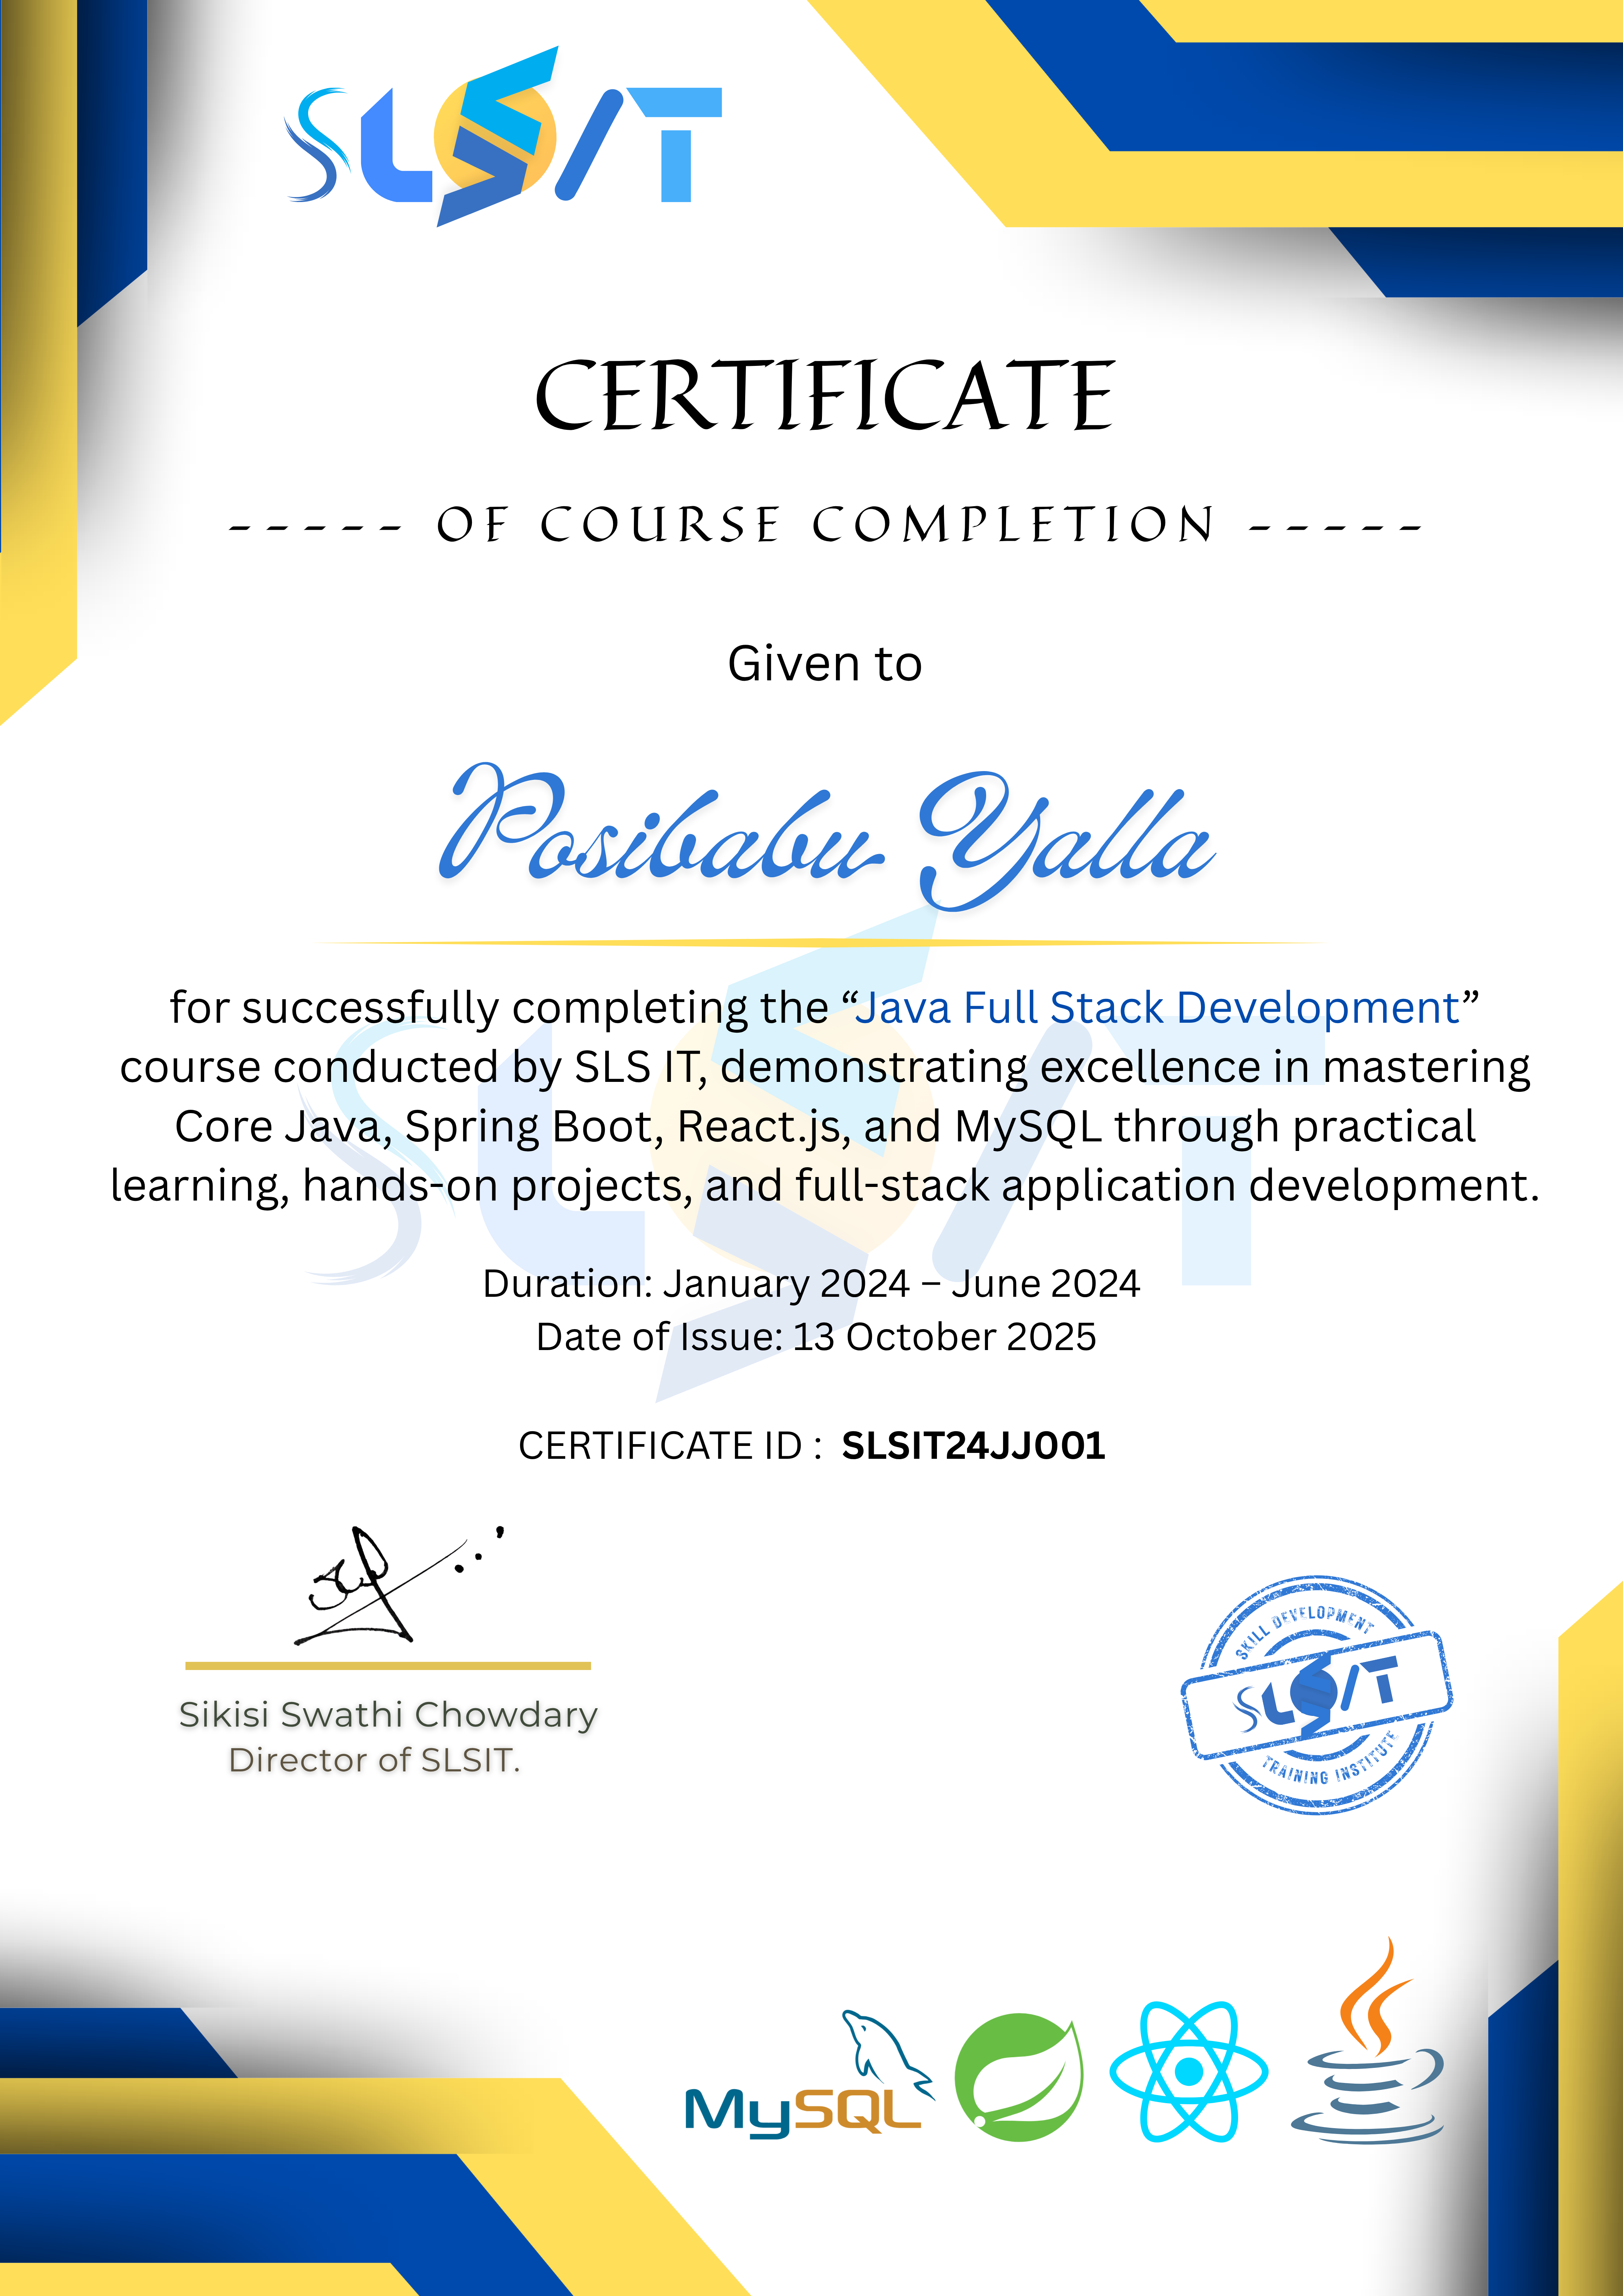 SLSIT
CERTIFICATE
----- OF COURSE COMPLETION -----
Given to
Posibabu Yalla
for successfully completing the “Java Full Stack Development”
course conducted by SLS IT, demonstrating excellence in mastering
Core Java, Spring Boot, React.js, and MySQL through practical
learning, hands-on projects, and full-stack application development.
Duration: January 2024 – June 2024
Date of Issue: 13 October 2025
CERTIFICATE ID : SLSIT24JJ001
Sikisi Swathi Chowdary
Director of SLSIT.
SKILL DEVELOPMENT
SLSIT
TRAINING INSTITUTE
MySQL